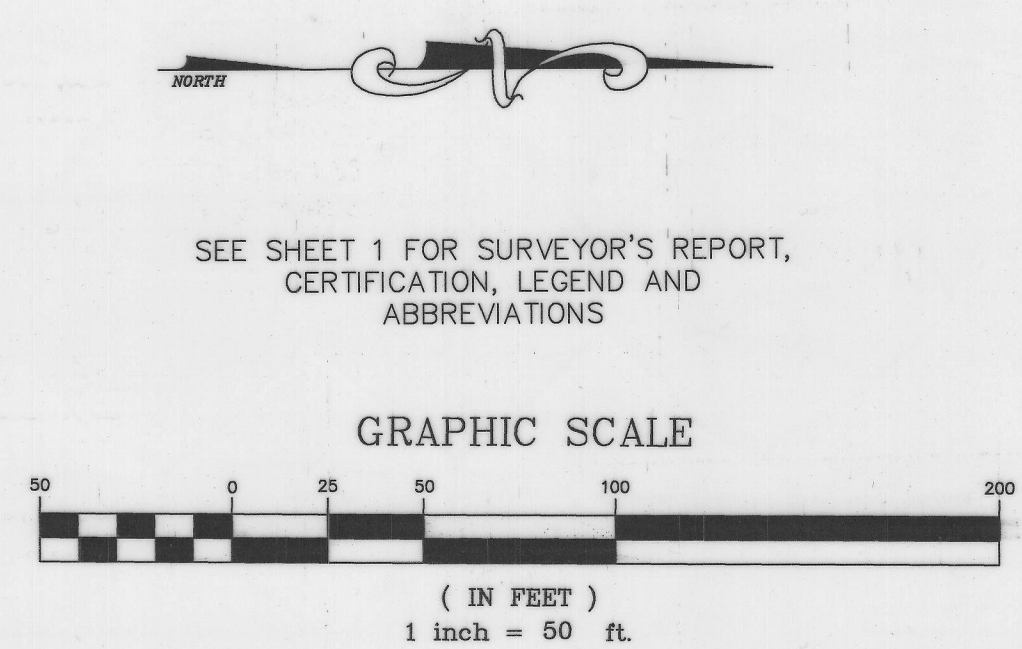 NORTH
SEE SHEET 1 FOR SURVEYOR'S REPORT,
CERTIFICATION, LEGEND AND
ABBREVIATIONS
GRAPHIC SCALE
50 0 25 50 100 200
( IN FEET )
1 inch = 50 ft.